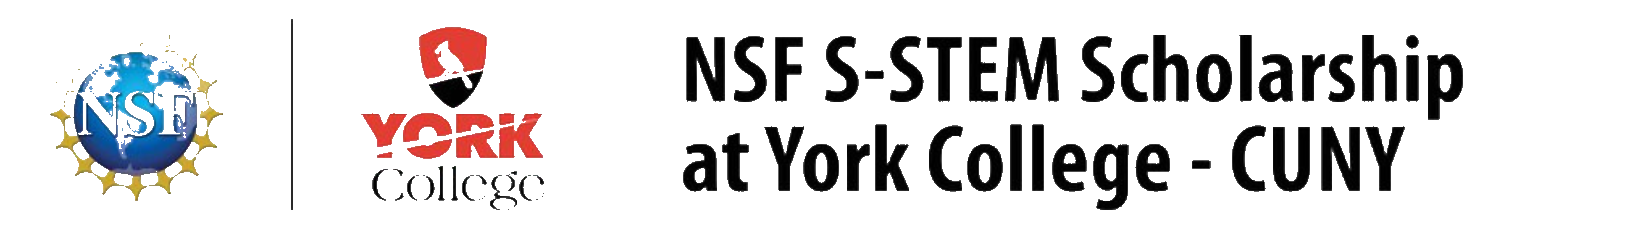 NSF
YORK
College
NSF S-STEM Scholarship
at York College - CUNY